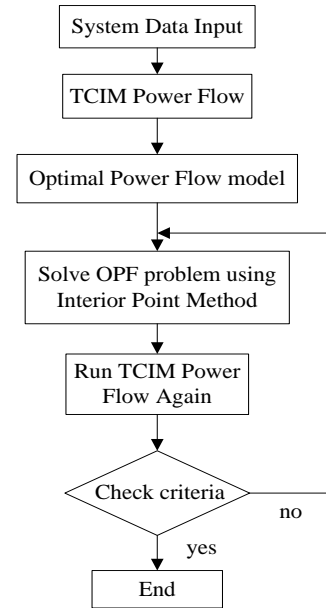 System Data Input
TCIM Power Flow
Optimal Power Flow model
Solve OPF problem using
Interior Point Method
Run TCIM Power
Flow Again
Check criteria
no
yes
End